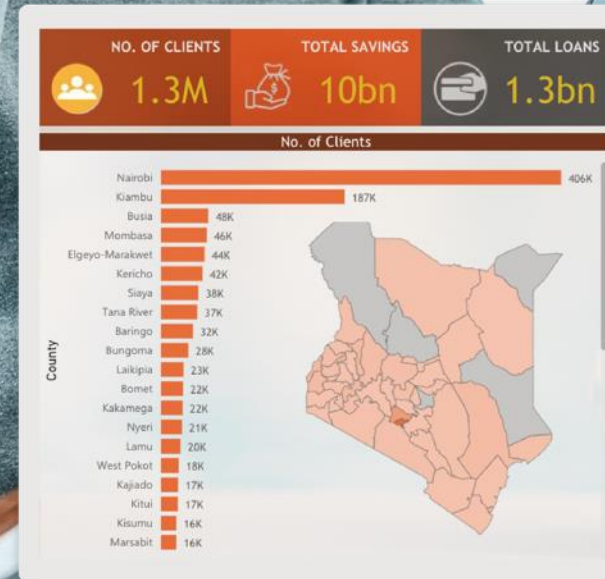 NO. OF CLIENTS
1.3M
TOTAL SAVINGS
10bn
TOTAL LOANS
1.3bn
No. of Clients
County
Nairobi 406K
Kiambu 187K
Busia 48K
Mombasa 46K
Elgeyo-Marakwet 44K
Kericho 42K
Siaya 38K
Tana River 37K
Baringo 32K
Bungoma 28K
Laikipia 23K
Bomet 22K
Kakamega 22K
Nyeri 21K
Lamu 20K
West Pokot 18K
Kajiado 17K
Kitui 17K
Kisumu 16K
Marsabit 16K